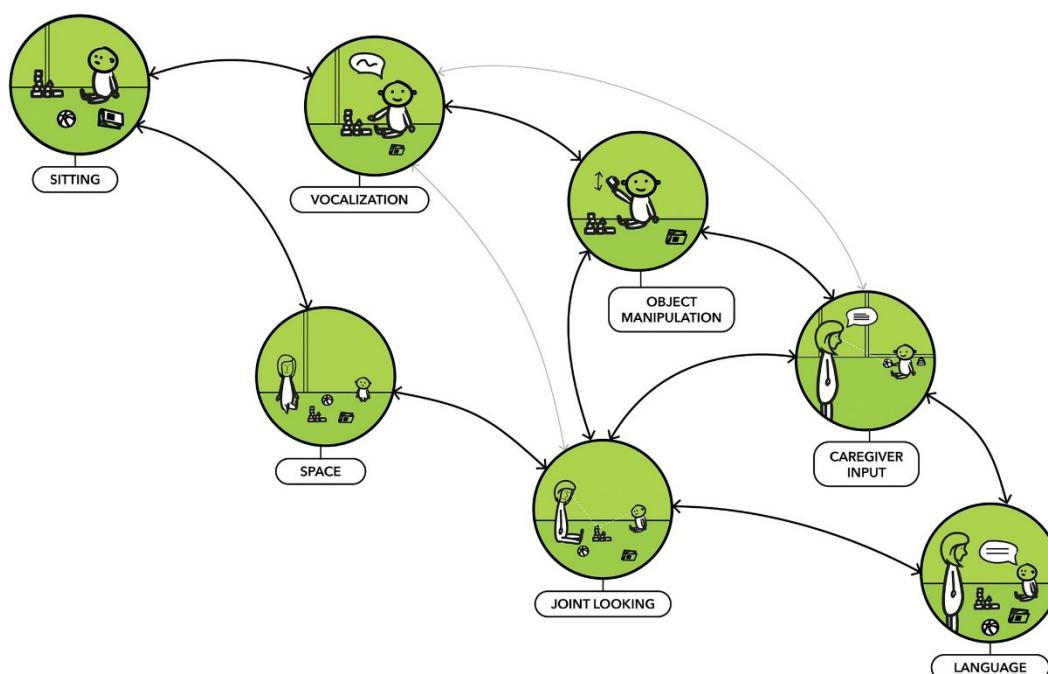 SITTING
VOCALIZATION
OBJECT
MANIPULATION
SPACE
CAREGIVER
INPUT
JOINT LOOKING
LANGUAGE